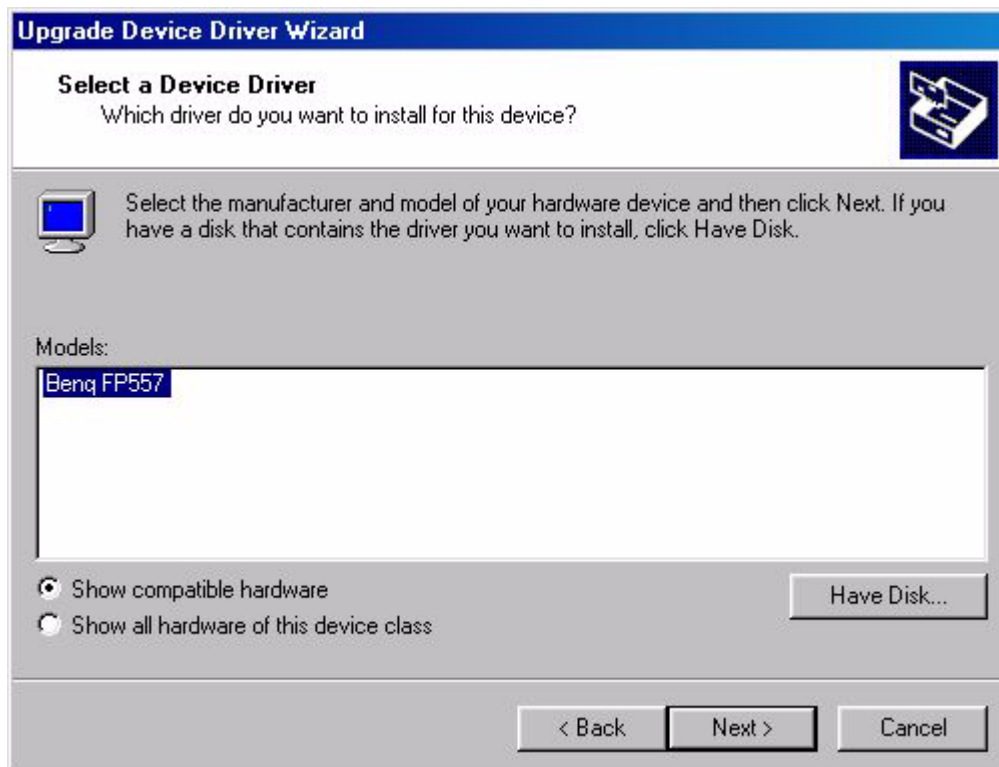 Upgrade Device Driver Wizard
Select a Device Driver
Which driver do you want to install for this device?
Select the manufacturer and model of your hardware device and then click Next. If you
have a disk that contains the driver you want to install, click Have Disk.
Models:
Benq FP557
Show compatible hardware
Have Disk...
Show all hardware of this device class
< Back
Next >
Cancel